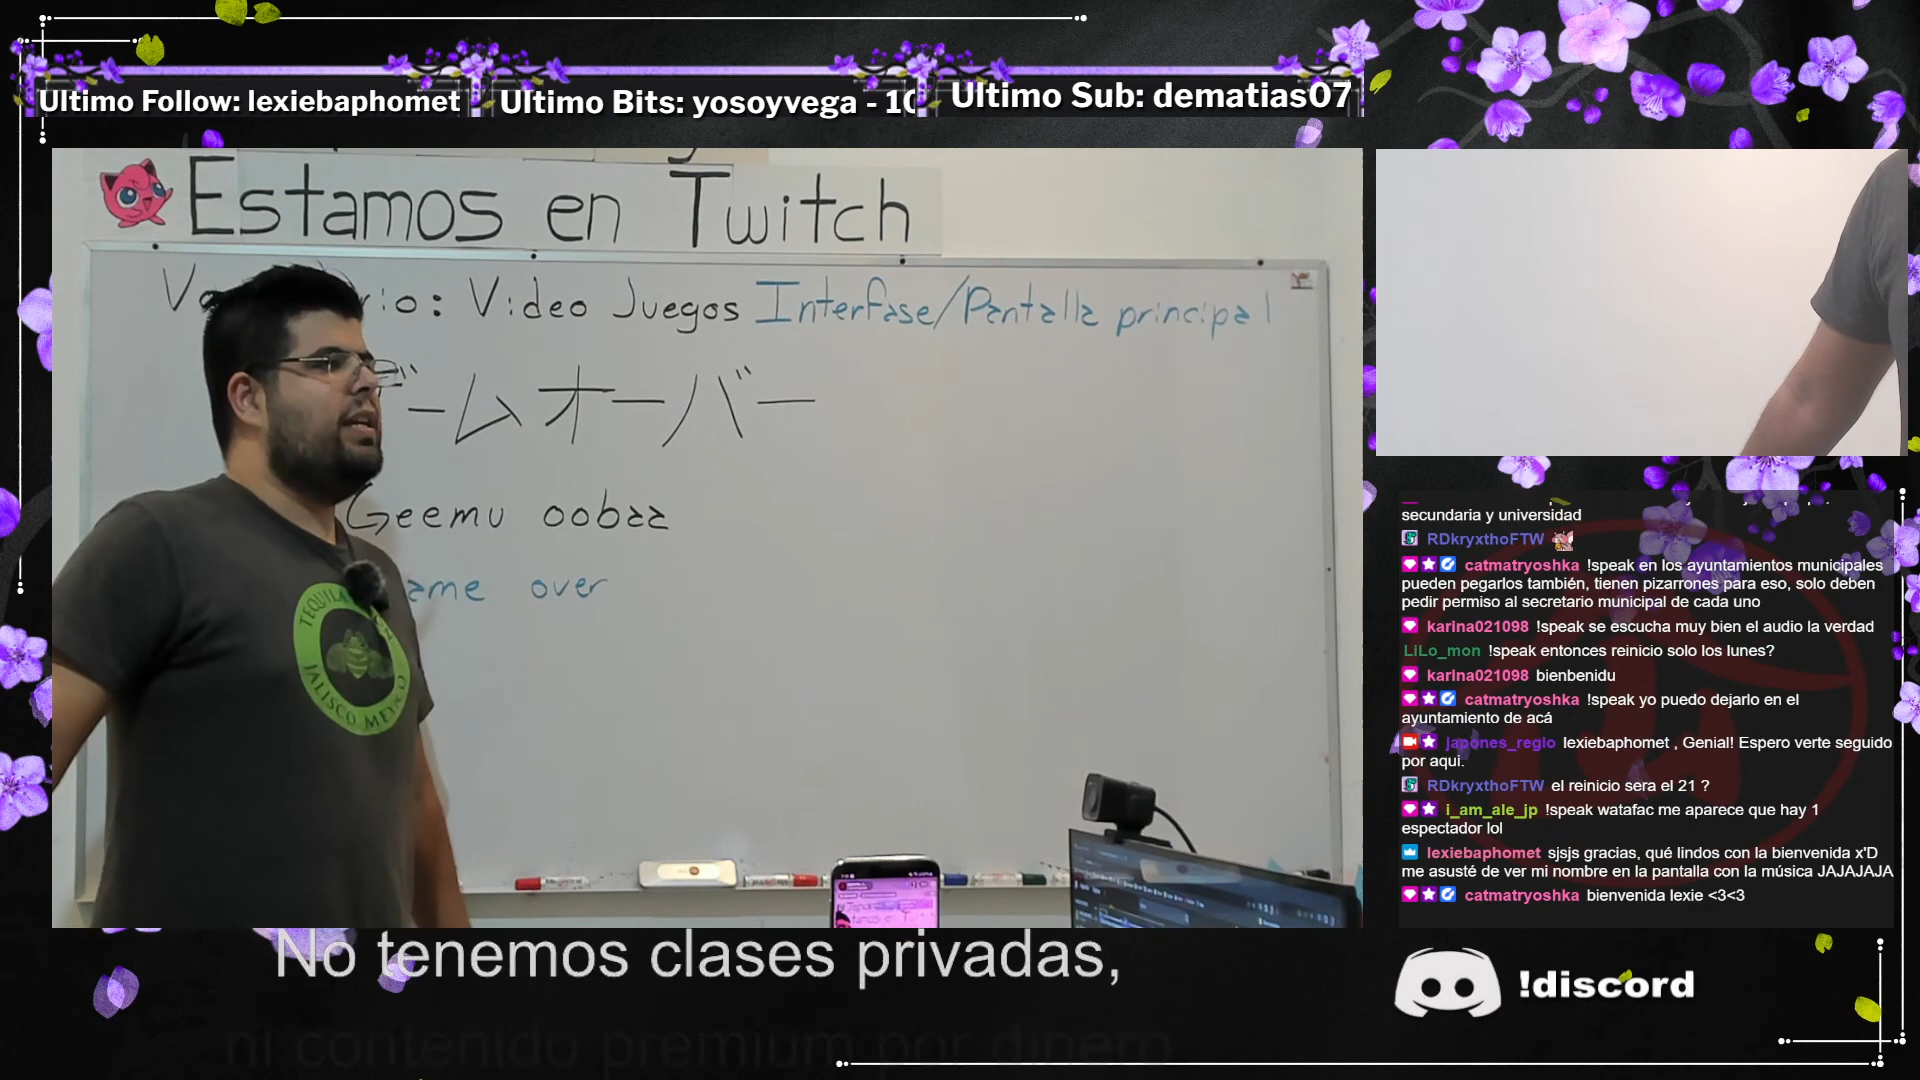 Ultimo Follow: lexiebaphomet
Ultimo Bits: yosoyvega - 10
Ultimo Sub: dematias07
Estamos en Twitch
Video Juegos Interfase/Pantalla principal
ームオーバー
Geemu oobaa
ame over
TEQUILA
JALISCO MEXICO
secundaria y universidad
RDkryxthoFTW
catmatryoshka !speak en los ayuntamientos municipales
pueden pegarlos también, tienen pizarrones para eso, solo deben
pedir permiso al secretario municipal de cada uno
karina021098 !speak se escucha muy bien el audio la verdad
LiLo_mon !speak entonces reinicio solo los lunes?
karina021098 bienbenidu
catmatryoshka !speak yo puedo dejarlo en el
ayuntamiento de acá
japones_regio lexiebaphomet , Genial! Espero verte seguido
por aqui.
RDkryxthoFTW el reinicio sera el 21 ?
i_am_ale_jp !speak watafac me aparece que hay 1
espectador lol
lexiebaphomet sjsjs gracias, qué lindos con la bienvenida x'D
me asusté de ver mi nombre en la pantalla con la música JAJAJAJA
catmatryoshka bienvenida lexie <3<3
No tenemos clases privadas,
ni contenido premium por dinero
!discord